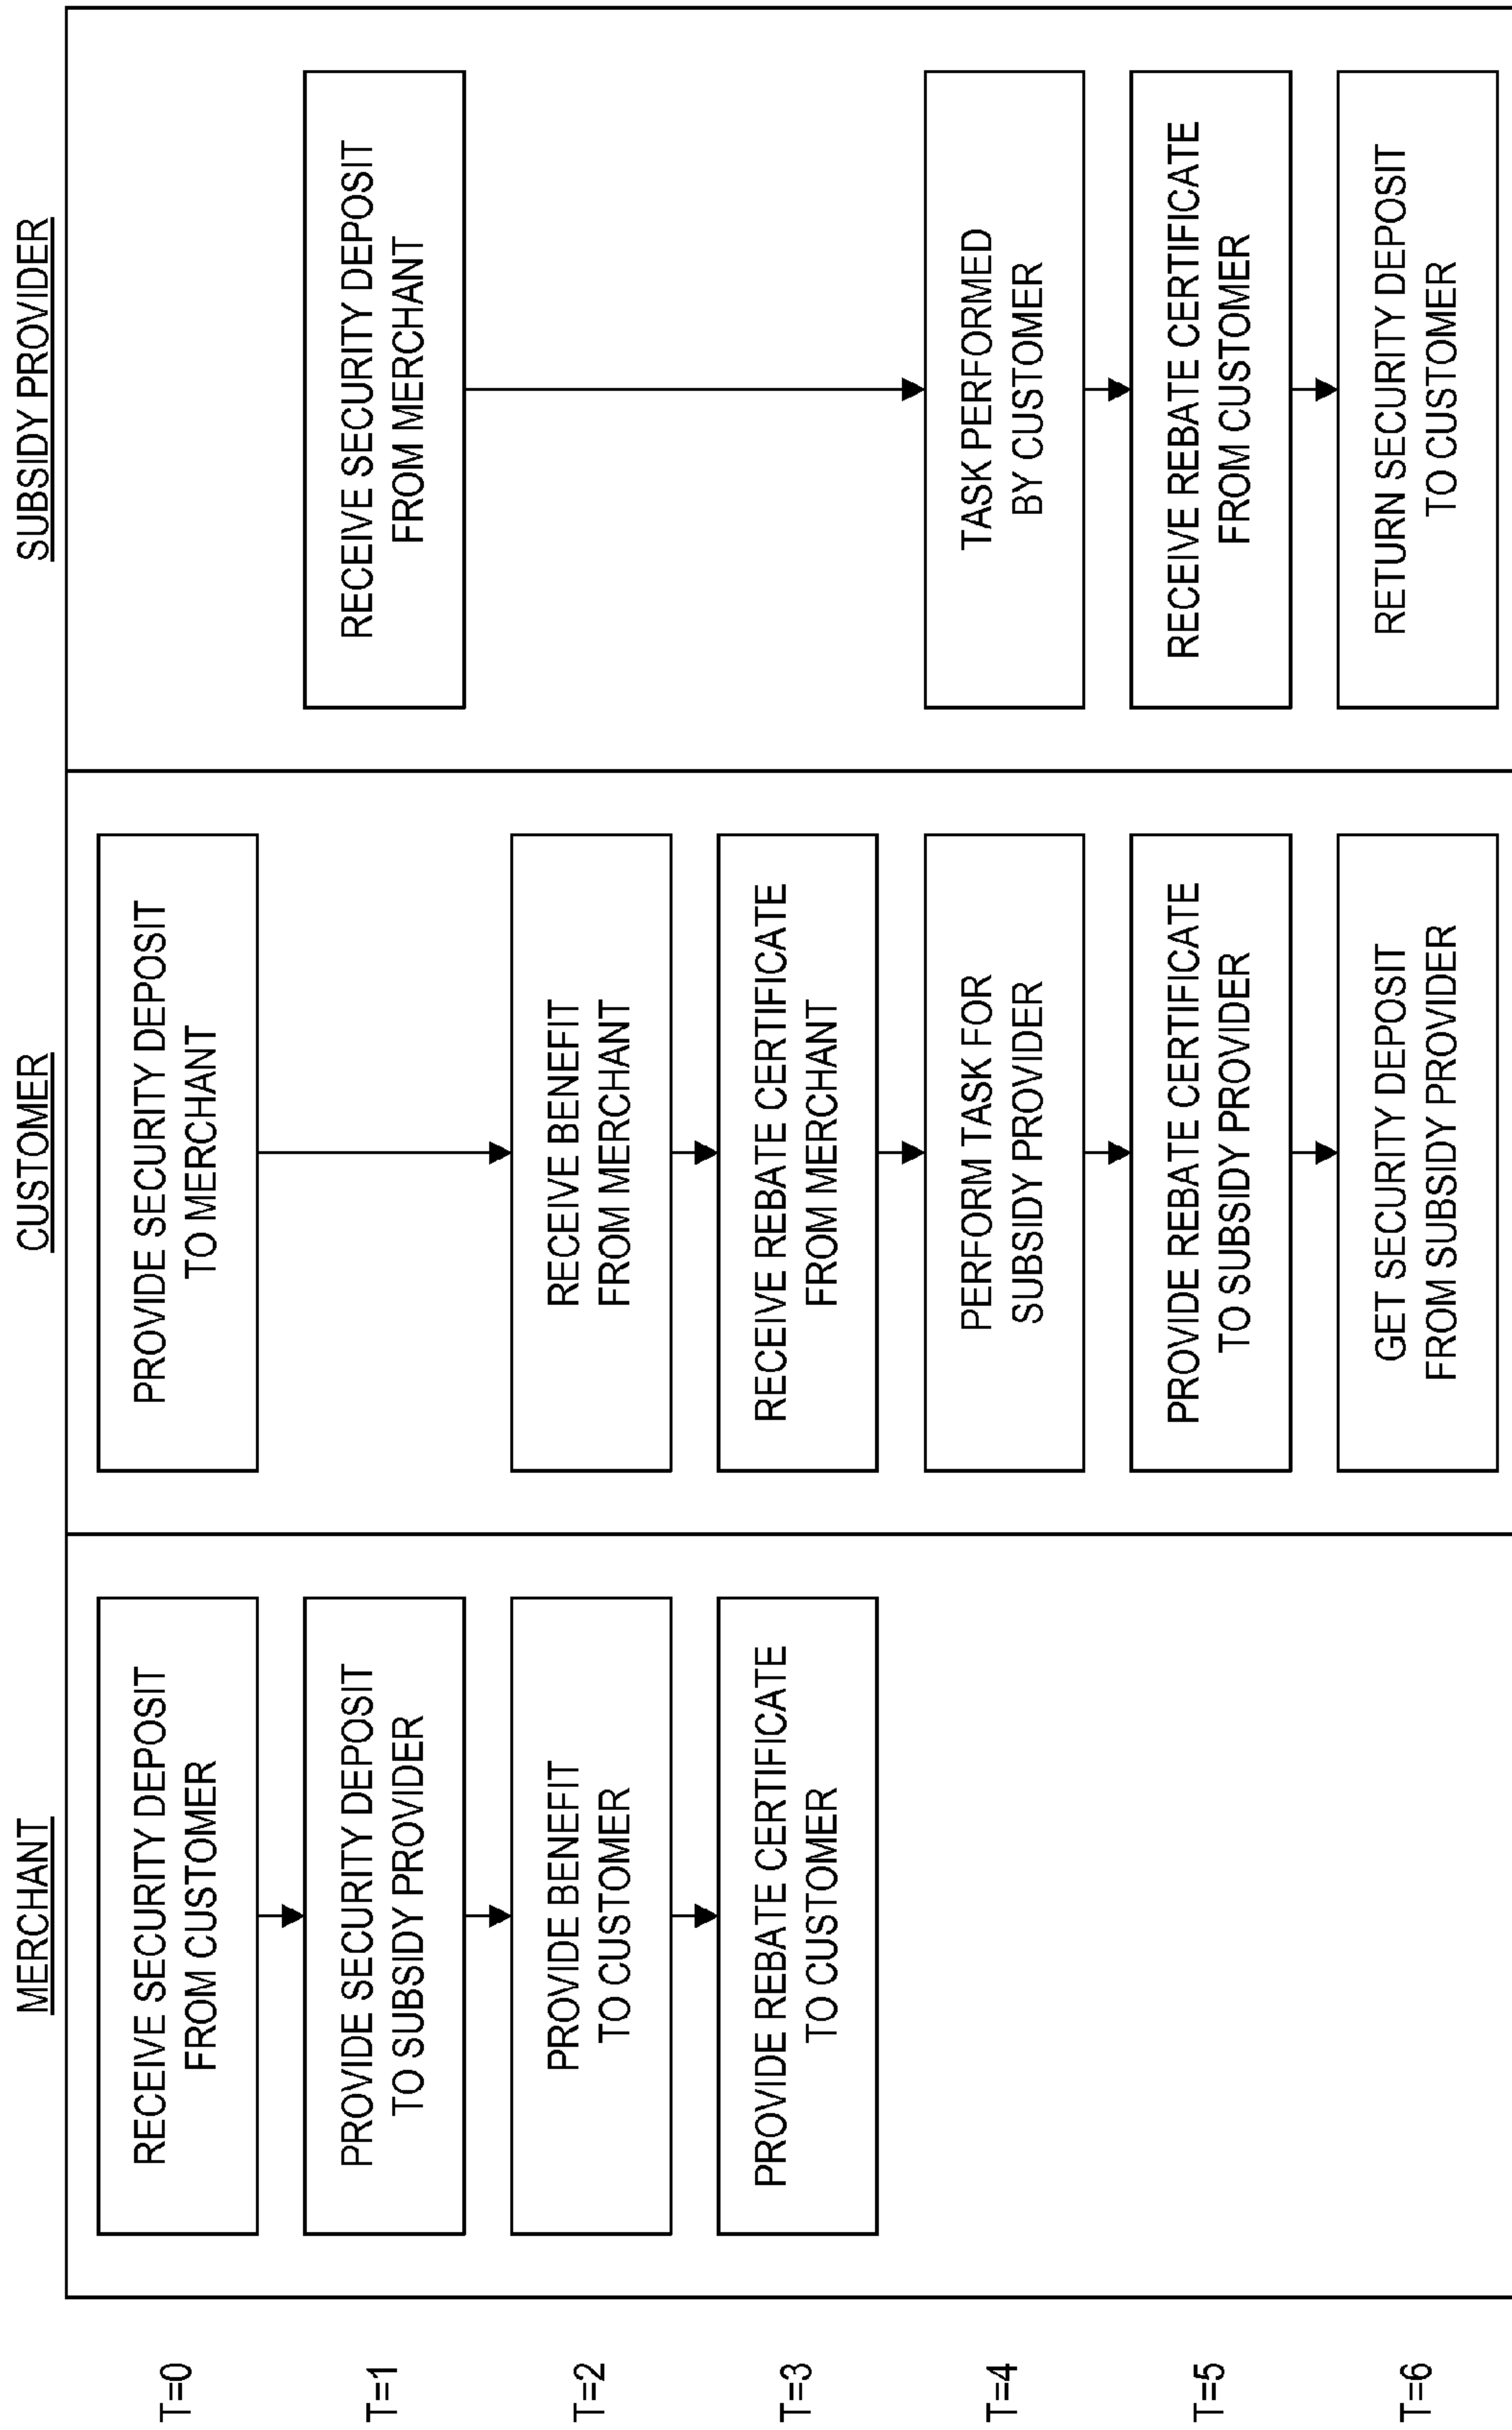 MERCHANT
CUSTOMER
SUBSIDY PROVIDER
T=0
RECEIVE SECURITY DEPOSIT
FROM CUSTOMER
PROVIDE SECURITY DEPOSIT
TO MERCHANT
T=1
PROVIDE SECURITY DEPOSIT
TO SUBSIDY PROVIDER
RECEIVE SECURITY DEPOSIT
FROM MERCHANT
T=2
PROVIDE BENEFIT
TO CUSTOMER
RECEIVE BENEFIT
FROM MERCHANT
T=3
PROVIDE REBATE CERTIFICATE
TO CUSTOMER
RECEIVE REBATE CERTIFICATE
FROM MERCHANT
T=4
PERFORM TASK FOR
SUBSIDY PROVIDER
TASK PERFORMED
BY CUSTOMER
T=5
PROVIDE REBATE CERTIFICATE
TO SUBSIDY PROVIDER
RECEIVE REBATE CERTIFICATE
FROM CUSTOMER
T=6
GET SECURITY DEPOSIT
FROM SUBSIDY PROVIDER
RETURN SECURITY DEPOSIT
TO CUSTOMER